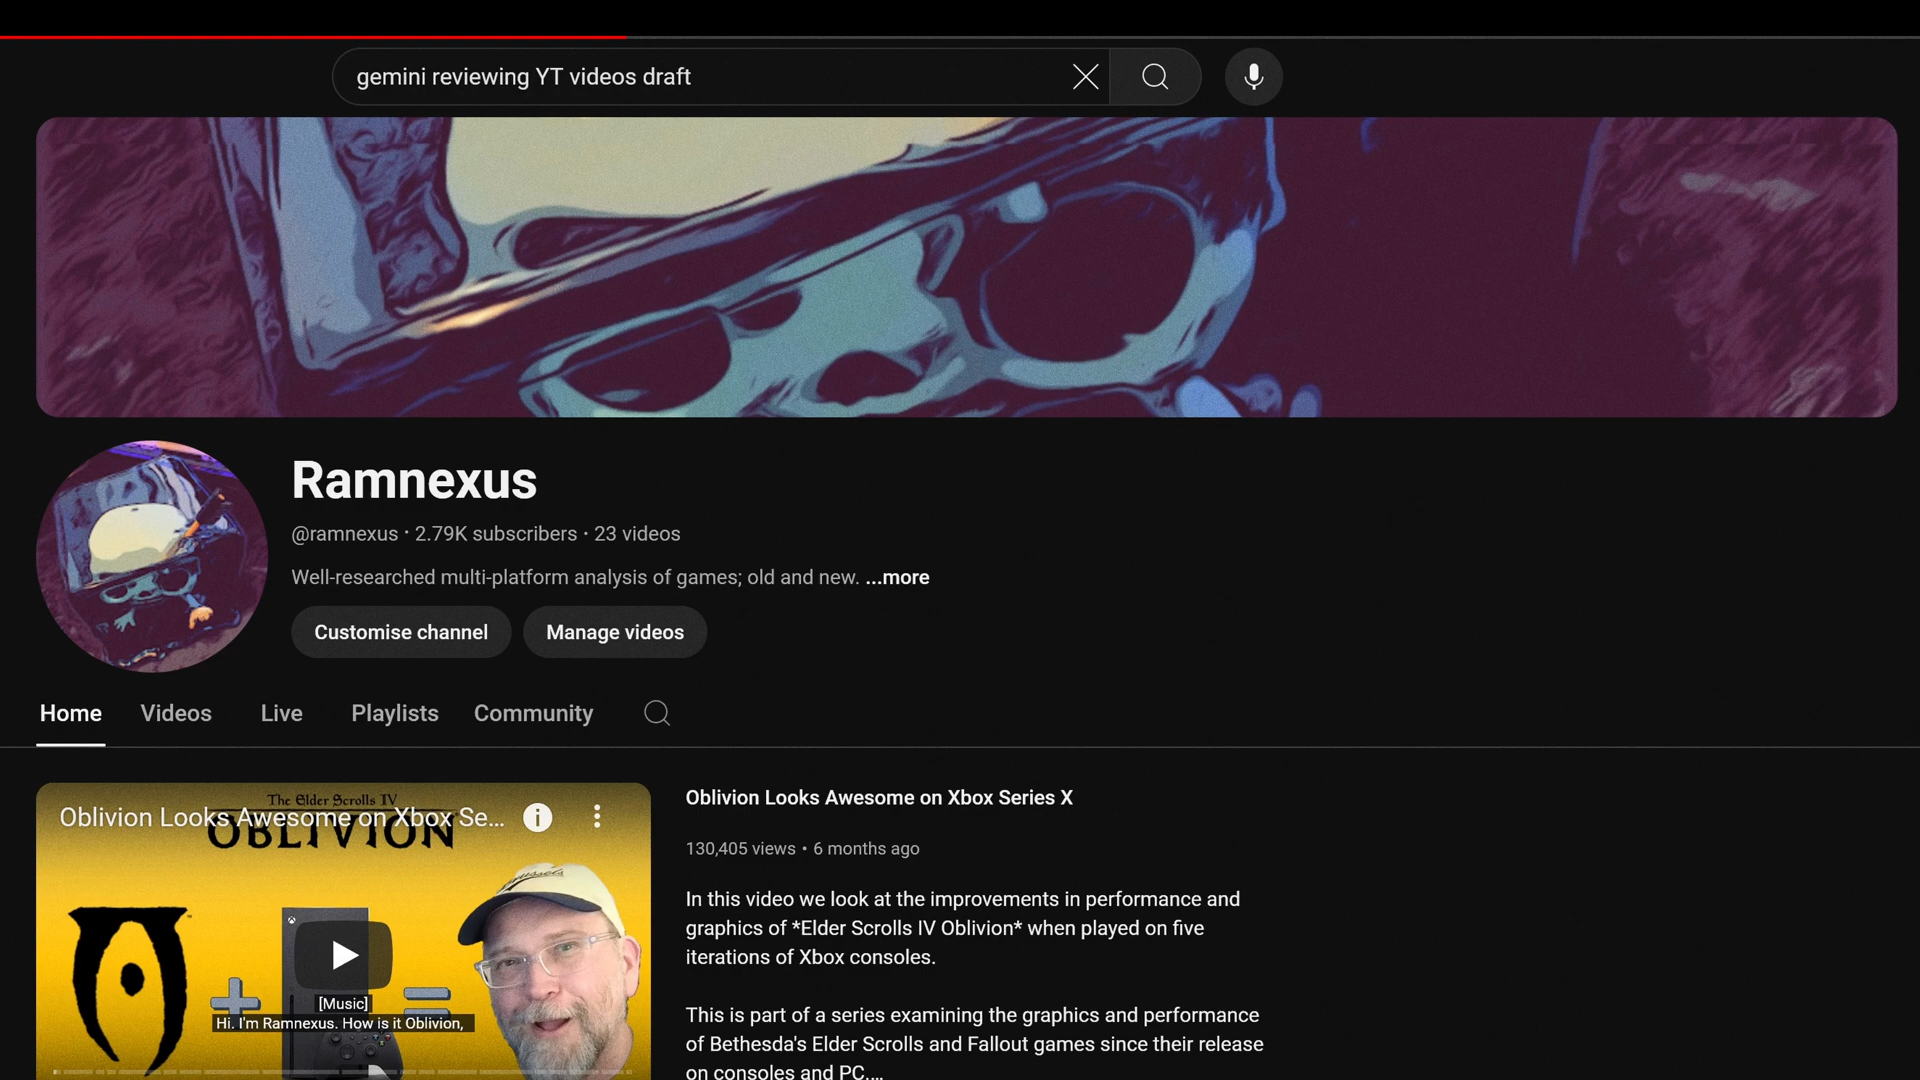 gemini reviewing YT videos draft
Ramnexus
@ramnexus · 2.79K subscribers · 23 videos
Well-researched multi-platform analysis of games; old and new. ...more
Customise channel
Manage videos
Home
Videos
Live
Playlists
Community
The Elder Scrolls IV
OBLIVION
Oblivion Looks Awesome on Xbox Se...
[Music]
Hi. I'm Ramnexus. How is it Oblivion,
Oblivion Looks Awesome on Xbox Series X
130,405 views • 6 months ago
In this video we look at the improvements in performance and
graphics of *Elder Scrolls IV Oblivion* when played on five
iterations of Xbox consoles.
This is part of a series examining the graphics and performance
of Bethesda's Elder Scrolls and Fallout games since their release
on consoles and PC....